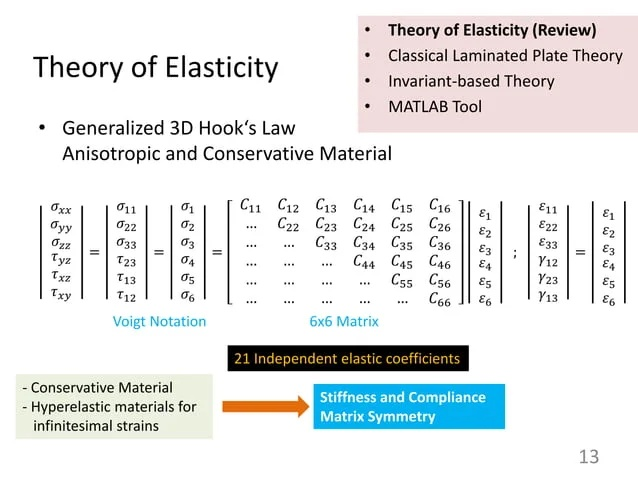 Theory of Elasticity
• Theory of Elasticity (Review)
• Classical Laminated Plate Theory
• Invariant-based Theory
• MATLAB Tool
• Generalized 3D Hook‘s Law
Anisotropic and Conservative Material
σxx σ11 σ1 C11 C12 C13 C14 C15 C16 ε1 ε11 ε1
σyy σ22 σ2 … C22 C23 C24 C25 C26 ε2 ε22 ε2
σzz σ33 σ3 … … C33 C34 C35 C36 ε3 ε33 ε3
τyz = τ23 = σ4 = … … … C44 C45 C46 ε4 ; γ12 = ε4
τxz τ13 σ5 … … … … C55 C56 ε5 γ23 ε5
τxy τ12 σ6 … … … … … C66 ε6 γ13 ε6
Voigt Notation 6x6 Matrix
21 Independent elastic coefficients
- Conservative Material
- Hyperelastic materials for
infinitesimal strains
Stiffness and Compliance
Matrix Symmetry
13